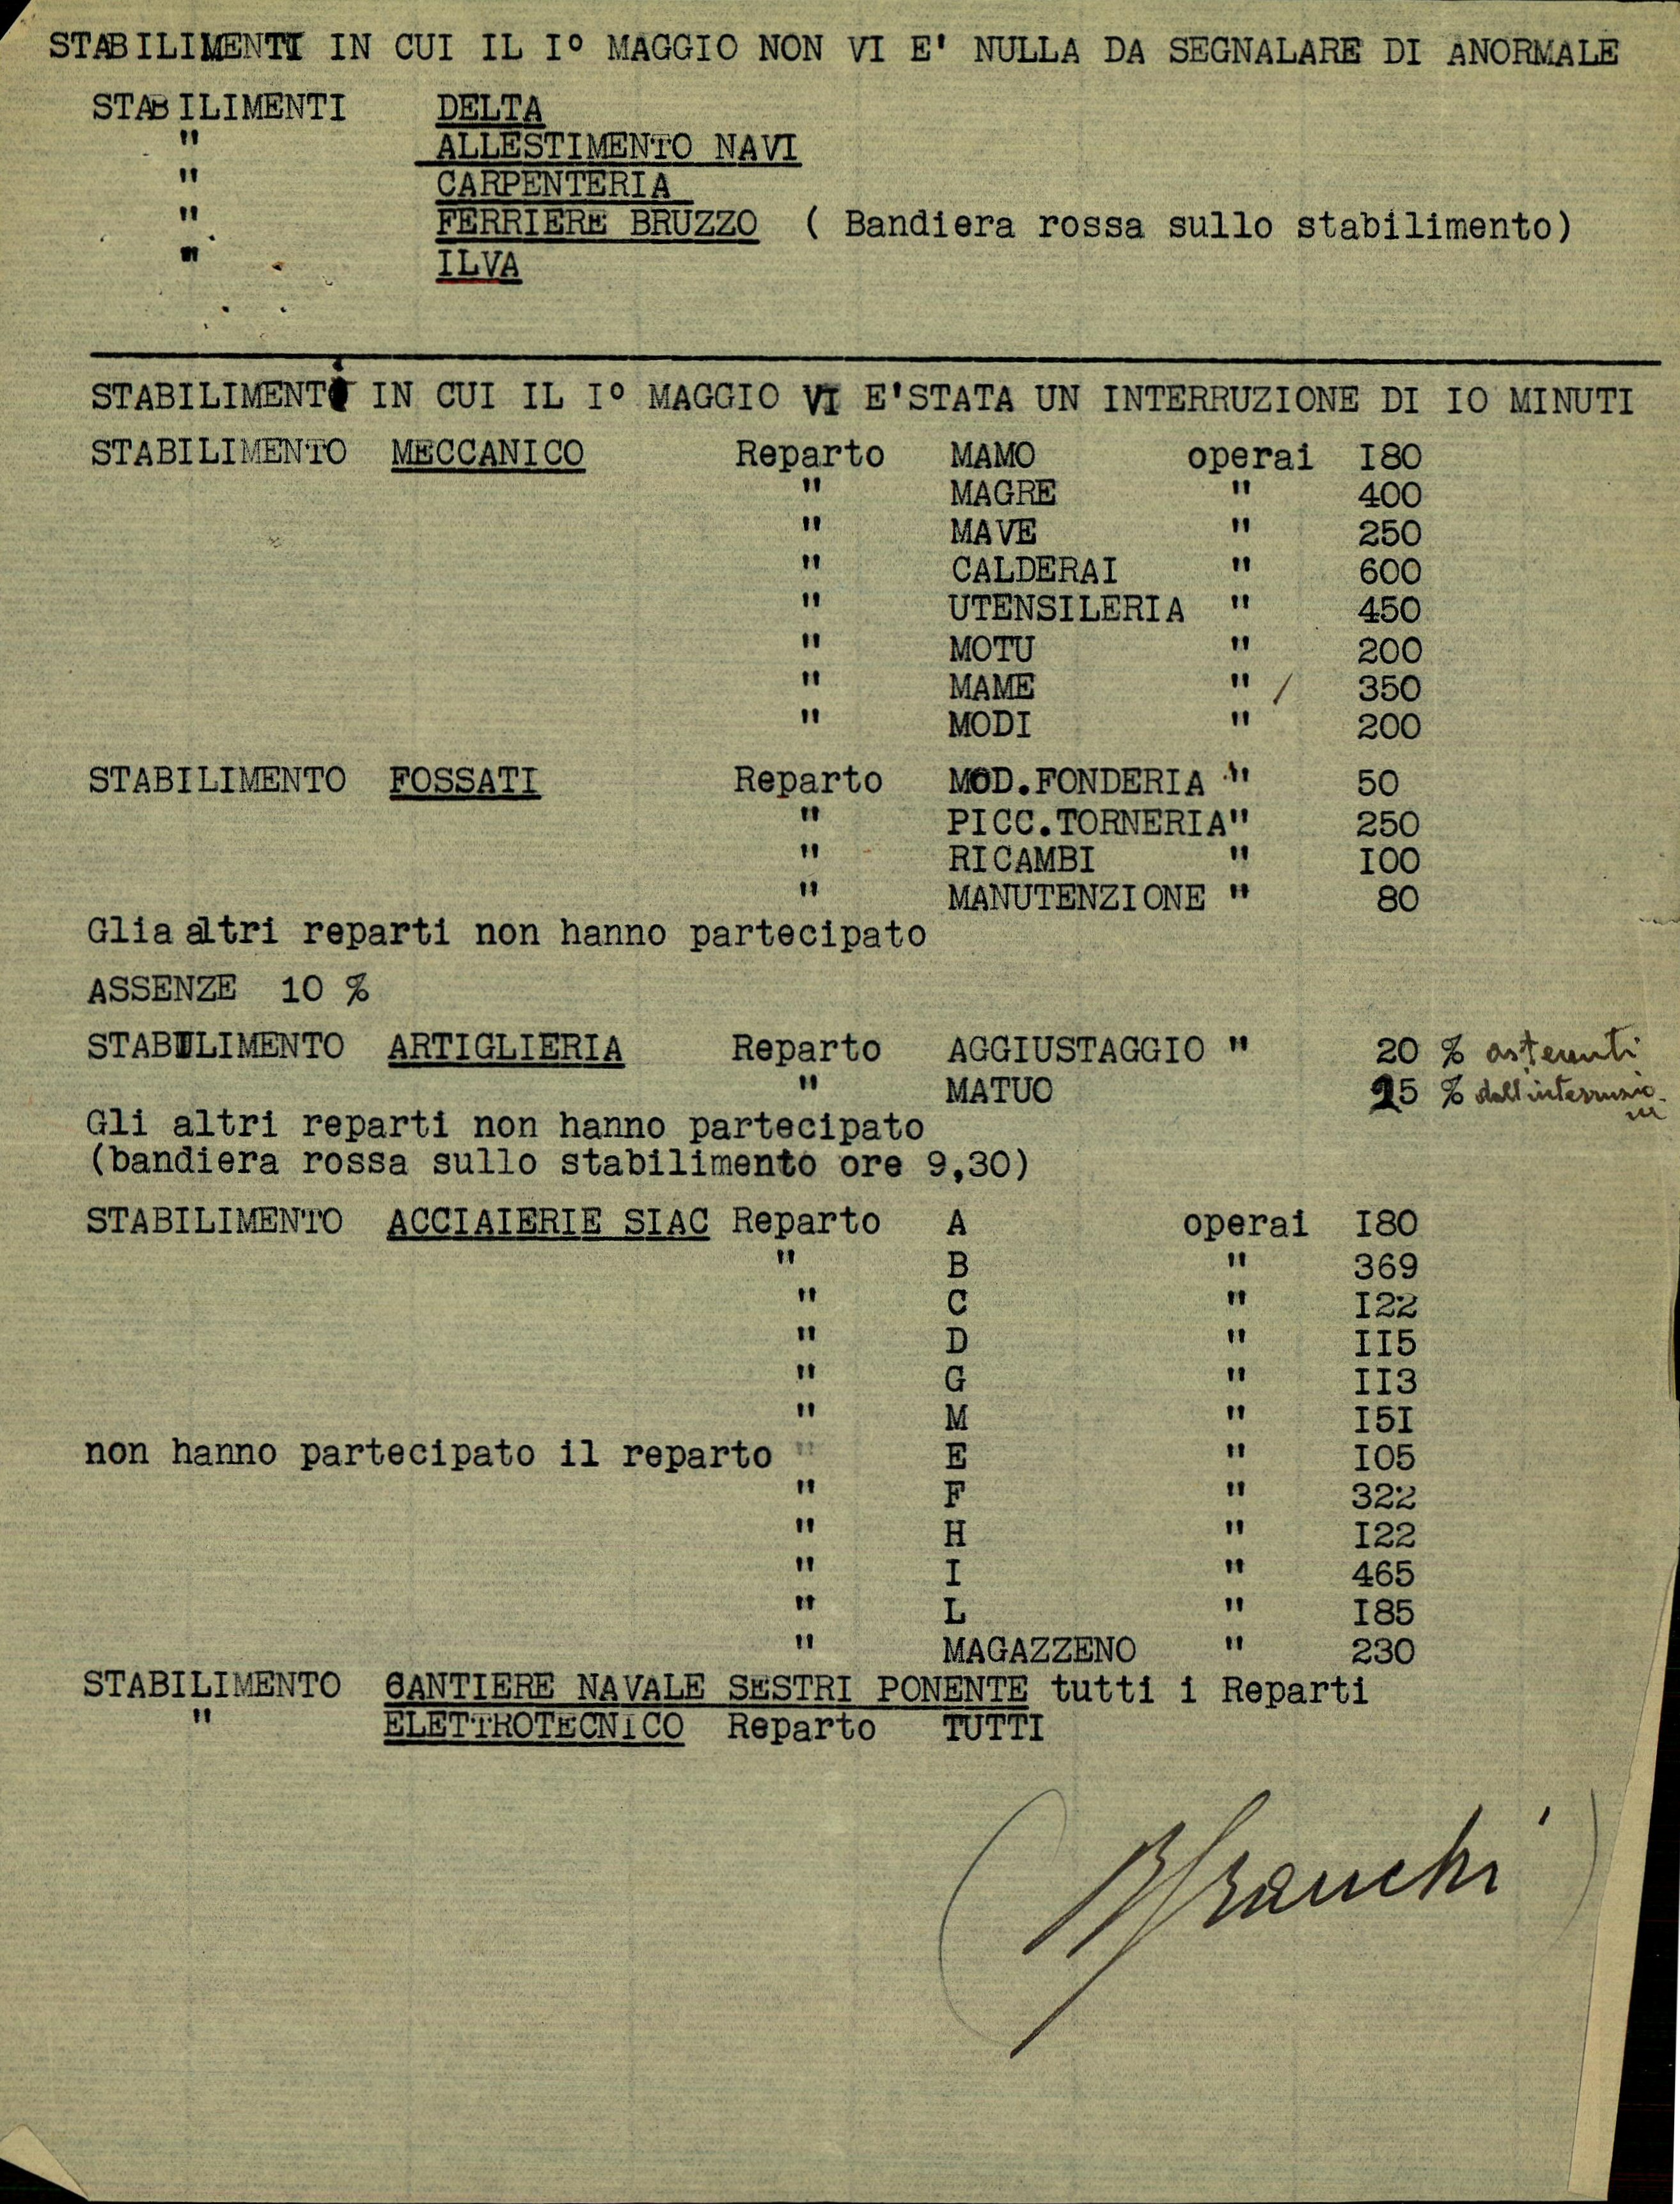 STABILIMENTI IN CUI IL I° MAGGIO NON VI E' NULLA DA SEGNALARE DI ANORMALE
STABILIMENTI DELTA
" ALLESTIMENTO NAVI
" CARPENTERIA
" FERRIERE BRUZZO ( Bandiera rossa sullo stabilimento)
" ILVA
STABILIMENTI IN CUI IL I° MAGGIO VI E'STATA UN INTERRUZIONE DI IO MINUTI
STABILIMENTO MECCANICO Reparto MAMO operai I80
" MAGRE " 400
" MAVE " 250
" CALDERAI " 600
" UTENSILERIA " 450
" MOTU " 200
" MAME " 350
" MODI " 200
STABILIMENTO FOSSATI Reparto MOD.FONDERIA " 50
" PICC.TORNERIA" 250
" RICAMBI " I00
" MANUTENZIONE " 80
Glia altri reparti non hanno partecipato
ASSENZE 10 %
STABILIMENTO ARTIGLIERIA Reparto AGGIUSTAGGIO " 20 % astenuti
" MATUO 25 % dall'interruzio-
ne
Gli altri reparti non hanno partecipato
(bandiera rossa sullo stabilimento ore 9,30)
STABILIMENTO ACCIAIERIE SIAC Reparto A operai I80
" B " 369
" C " I22
" D " II5
" G " II3
" M " I5I
non hanno partecipato il reparto " E " I05
" F " 322
" H " I22
" I " 465
" L " I85
" MAGAZZENO " 230
STABILIMENTO CANTIERE NAVALE SESTRI PONENTE tutti i Reparti
" ELETTROTECNICO Reparto TUTTI
Bfranchi